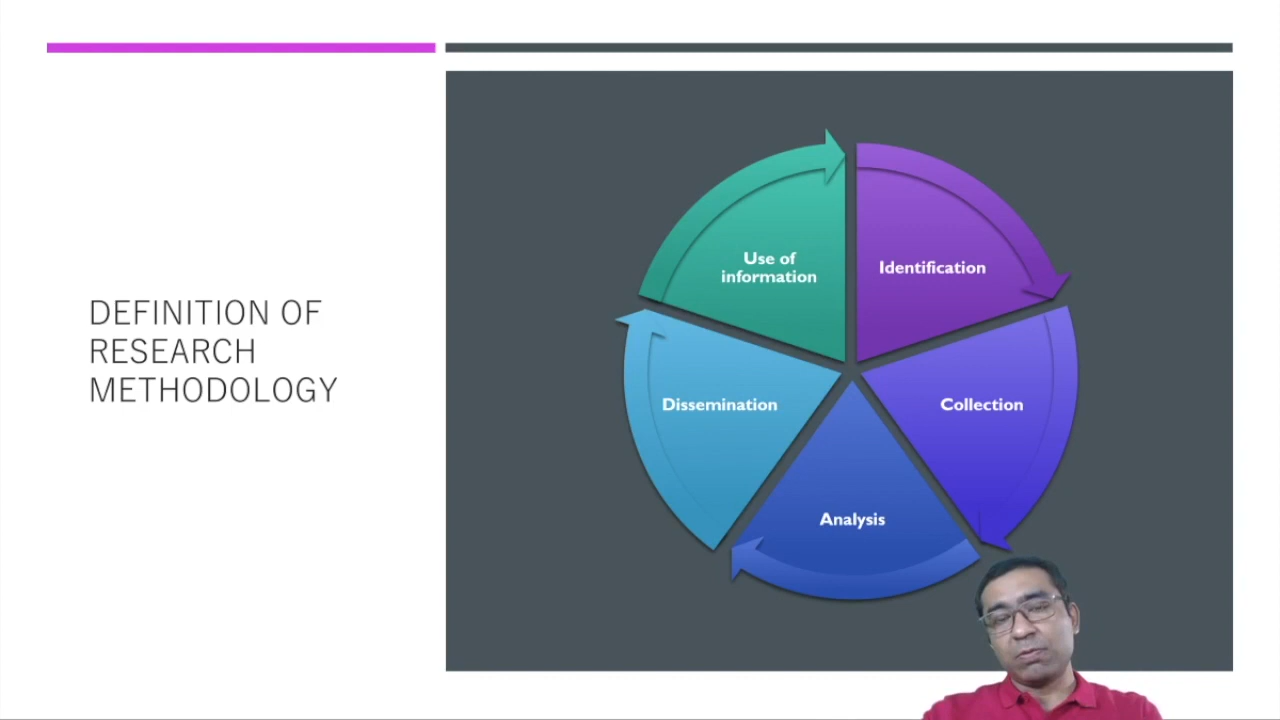 DEFINITION OF
RESEARCH
METHODOLOGY
Use of
information
Identification
Dissemination
Collection
Analysis